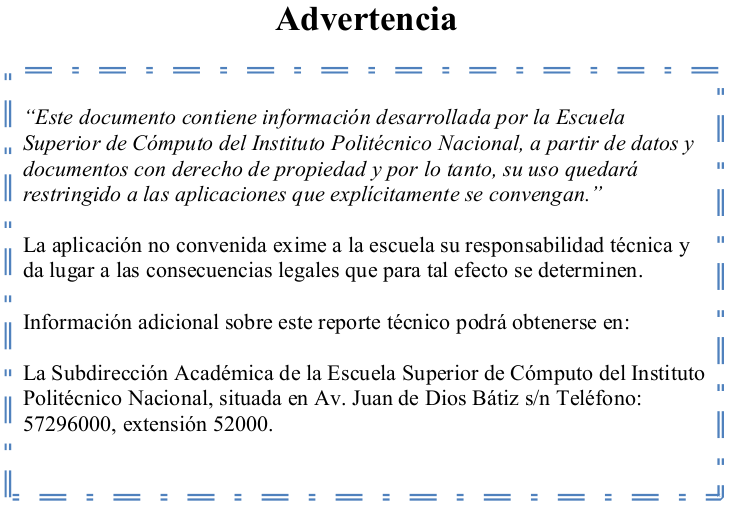 Advertencia
“Este documento contiene información desarrollada por la Escuela
Superior de Cómputo del Instituto Politécnico Nacional, a partir de datos y
documentos con derecho de propiedad y por lo tanto, su uso quedará
restringido a las aplicaciones que explícitamente se convengan.”
La aplicación no convenida exime a la escuela su responsabilidad técnica y
da lugar a las consecuencias legales que para tal efecto se determinen.
Información adicional sobre este reporte técnico podrá obtenerse en:
La Subdirección Académica de la Escuela Superior de Cómputo del Instituto
Politécnico Nacional, situada en Av. Juan de Dios Bátiz s/n Teléfono:
57296000, extensión 52000.